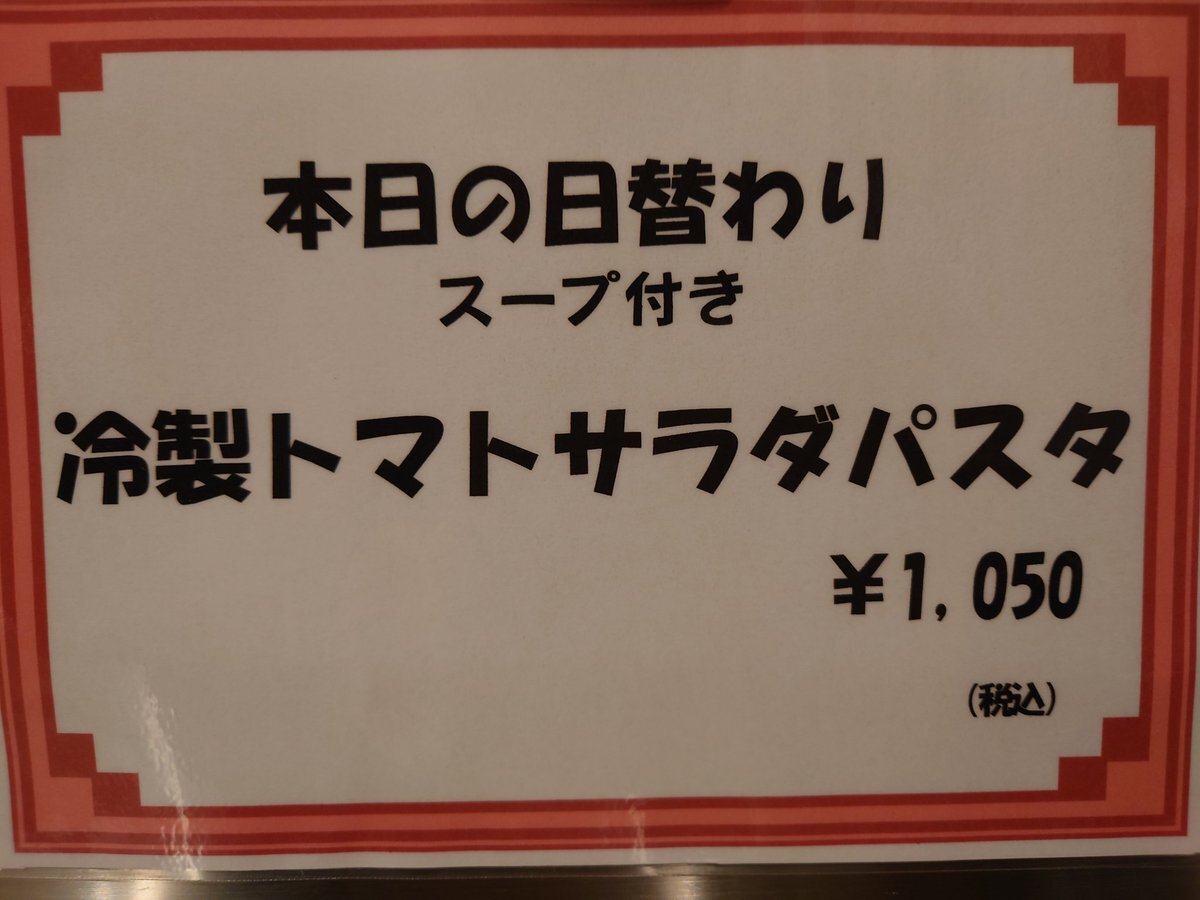 本日の日替わり
スープ付き
冷製トマトサラダパスタ
￥1,050
(税込)